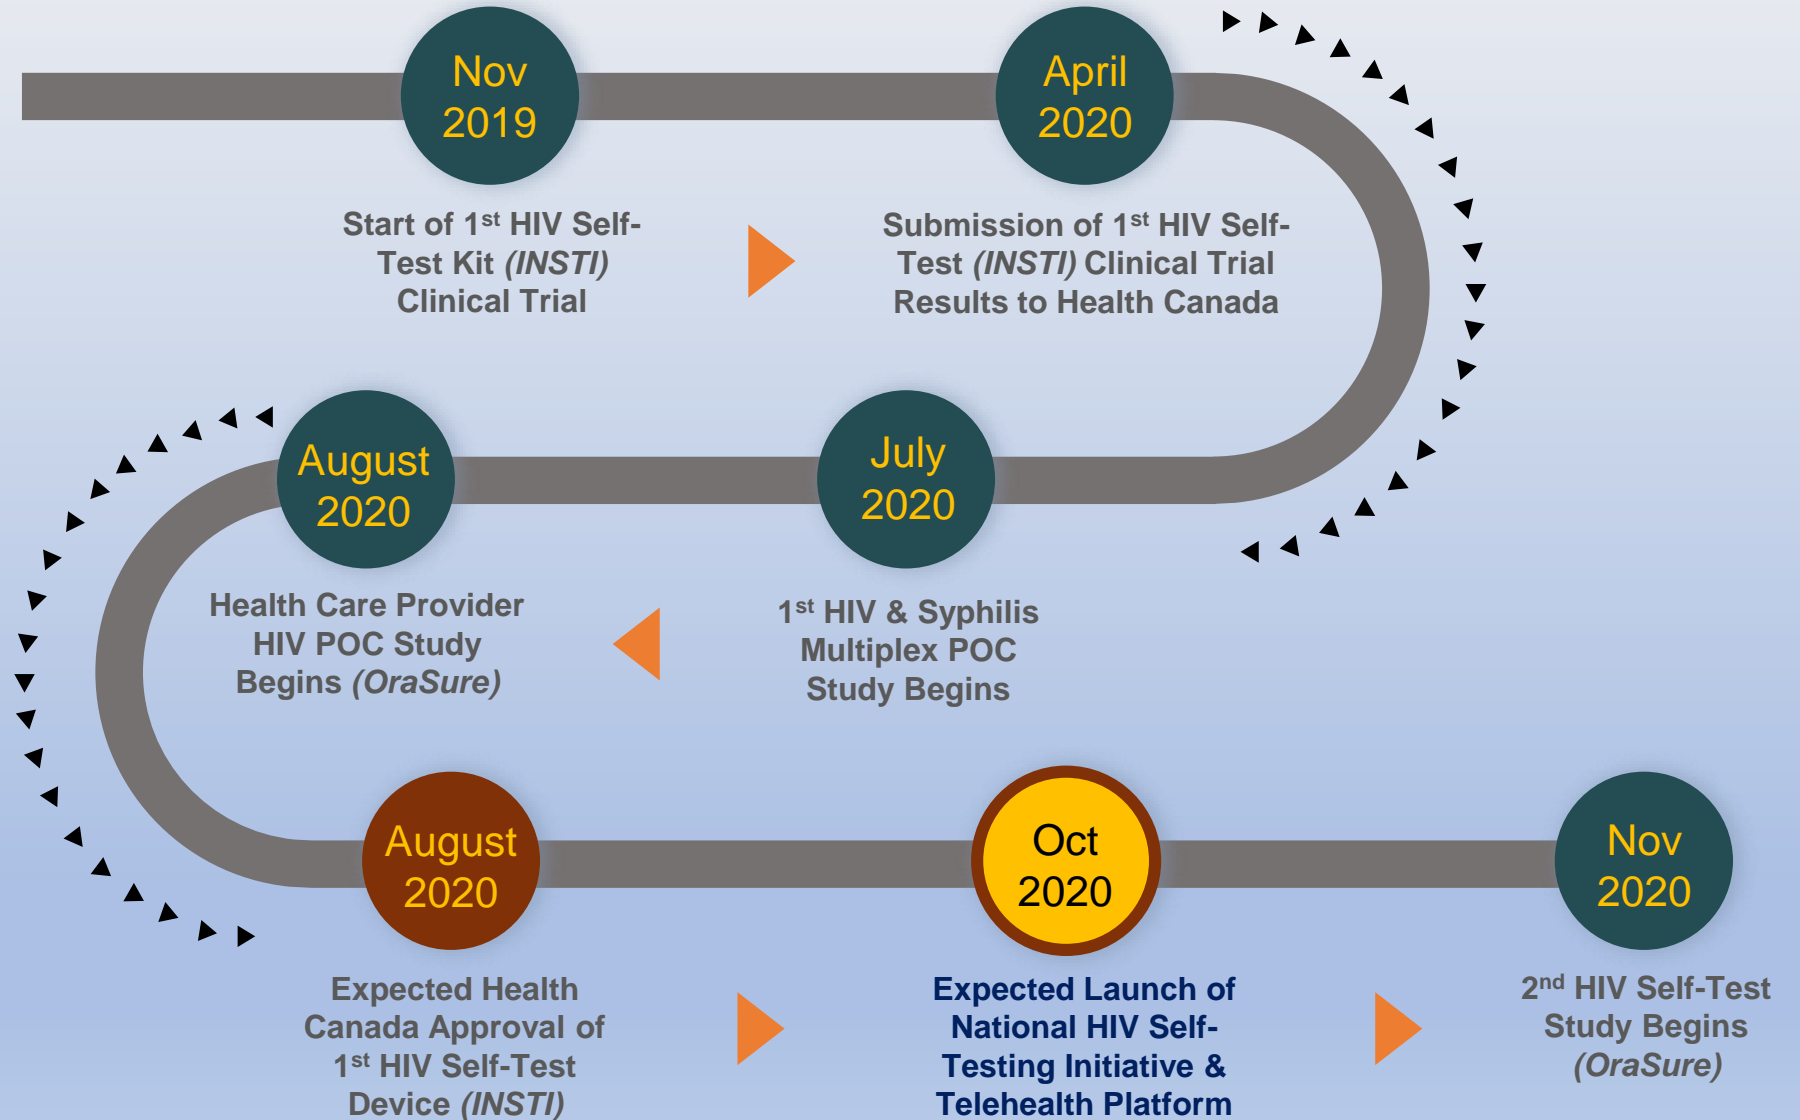 Nov
2019
Start of 1st HIV Self-
Test Kit (INSTI)
Clinical Trial
April
2020
Submission of 1st HIV Self-
Test (INSTI) Clinical Trial
Results to Health Canada
July
2020
1st HIV & Syphilis
Multiplex POC
Study Begins
August
2020
Health Care Provider
HIV POC Study
Begins (OraSure)
August
2020
Expected Health
Canada Approval of
1st HIV Self-Test
Device (INSTI)
Oct
2020
Expected Launch of
National HIV Self-
Testing Initiative &
Telehealth Platform
Nov
2020
2nd HIV Self-Test
Study Begins
(OraSure)